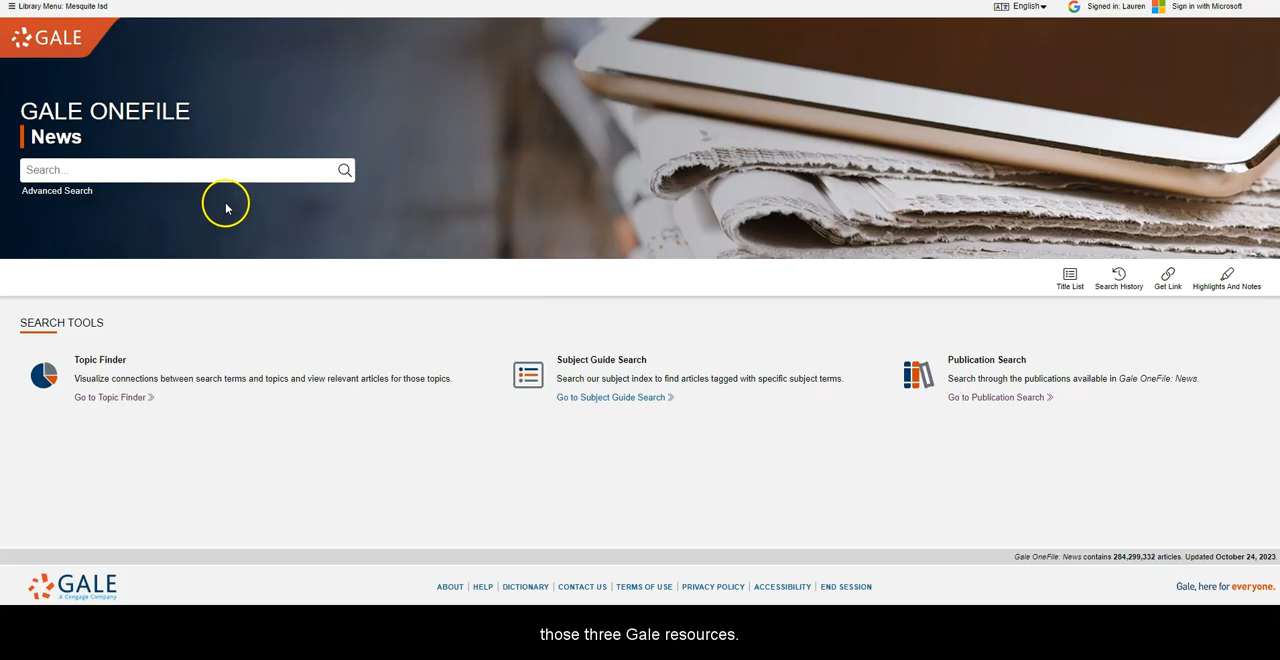 Library Menu: Mesquite Isd
English
Signed in: Lauren
Sign in with Microsoft
GALE
GALE ONEFILE
News
Search...
Advanced Search
Title List
Search History
Get Link
Highlights And Notes
SEARCH TOOLS
Topic Finder
Visualize connections between search terms and topics and view relevant articles for those topics.
Go to Topic Finder
Subject Guide Search
Search our subject index to find articles tagged with specific subject terms.
Go to Subject Guide Search
Publication Search
Search through the publications available in Gale OneFile: News.
Go to Publication Search
Gale OneFile: News contains 284,299,332 articles. Updated October 24, 2023.
GALE
A Cengage Company
ABOUT | HELP | DICTIONARY | CONTACT US | TERMS OF USE | PRIVACY POLICY | ACCESSIBILITY | END SESSION
Gale, here for everyone.
those three Gale resources.